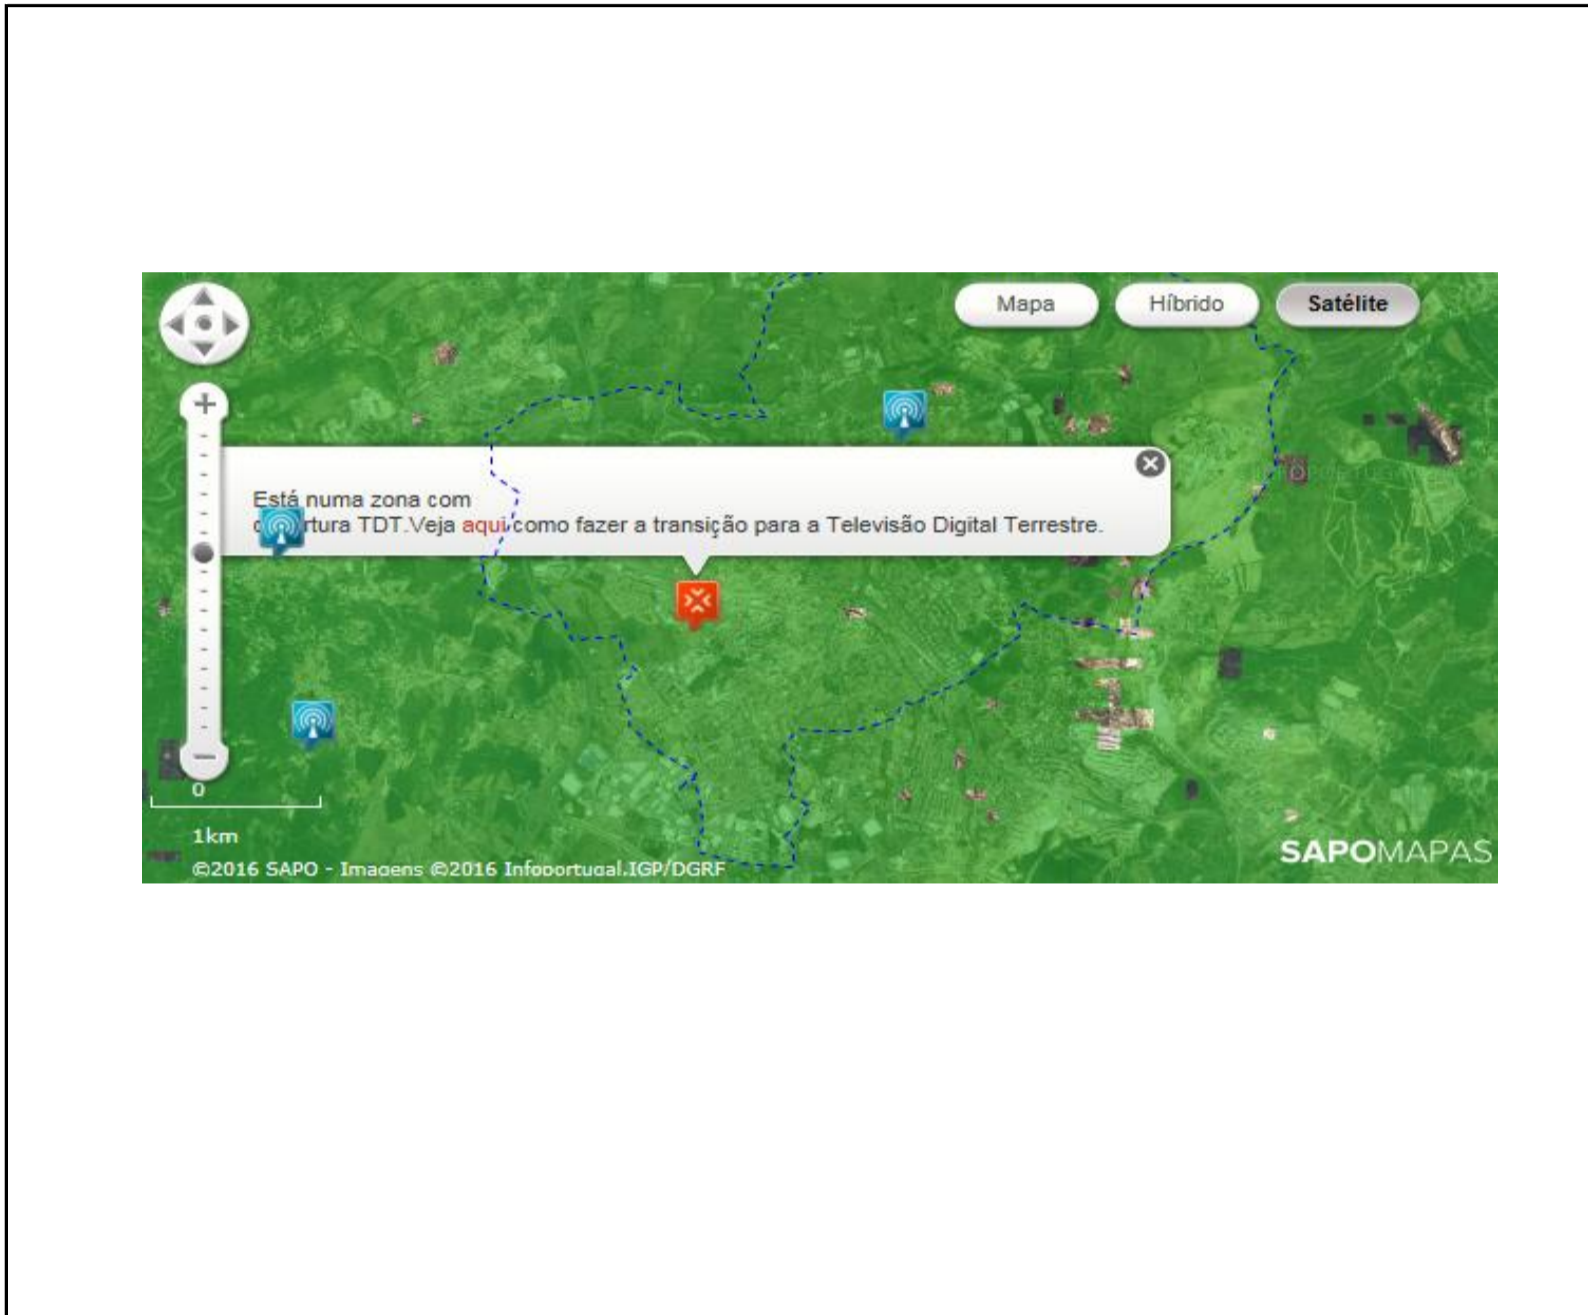 Mapa
Híbrido
Satélite
Está numa zona com
rtura TDT.Veja aqui como fazer a transição para a Televisão Digital Terrestre.
0
1km
©2016 SAPO - Imagens ©2016 Infoportugal.IGP/DGRF
SAPOMAPAS